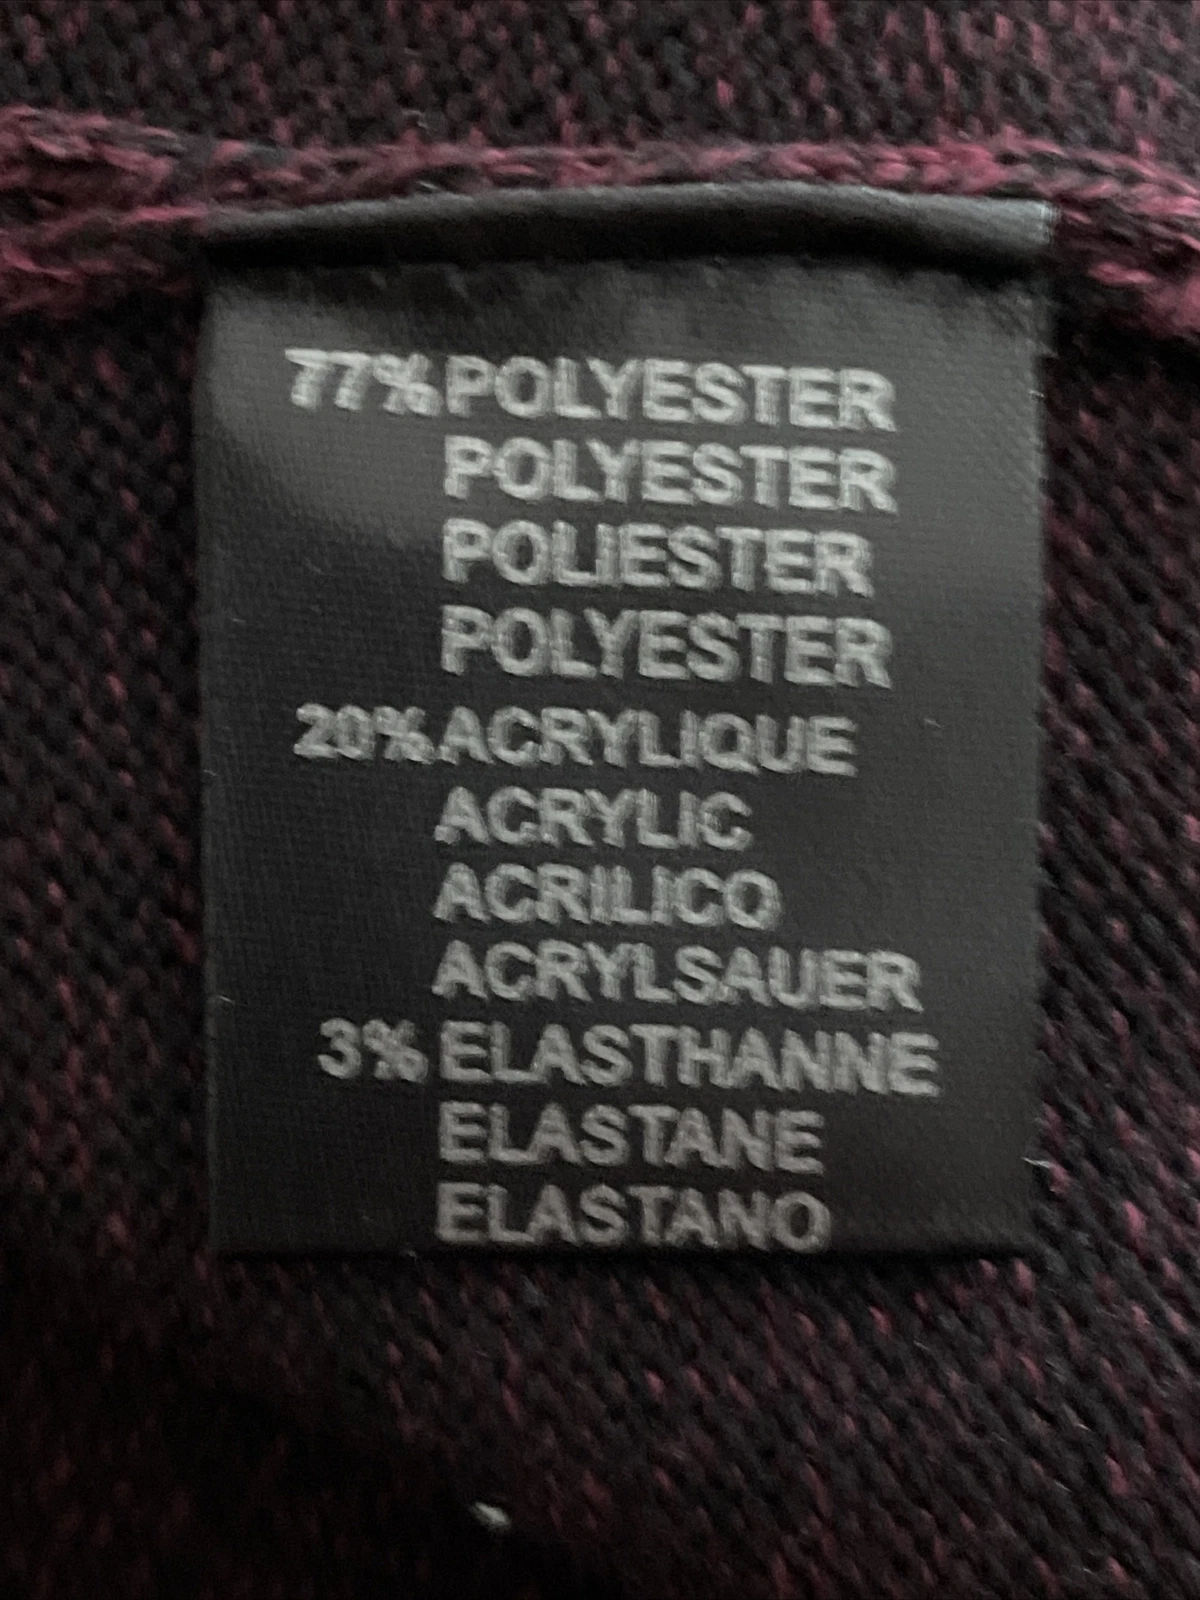 77% POLYESTER
POLYESTER
POLIESTER
POLYESTER
20% ACRYLIQUE
ACRYLIC
ACRILICO
ACRYLSAUER
3% ELASTHANNE
ELASTANE
ELASTANO